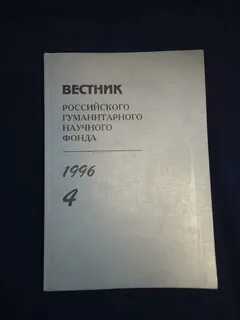 ВЕСТНИК
РОССИЙСКОГО
ГУМАНИТАРНОГО
НАУЧНОГО
ФОНДА
1996
4